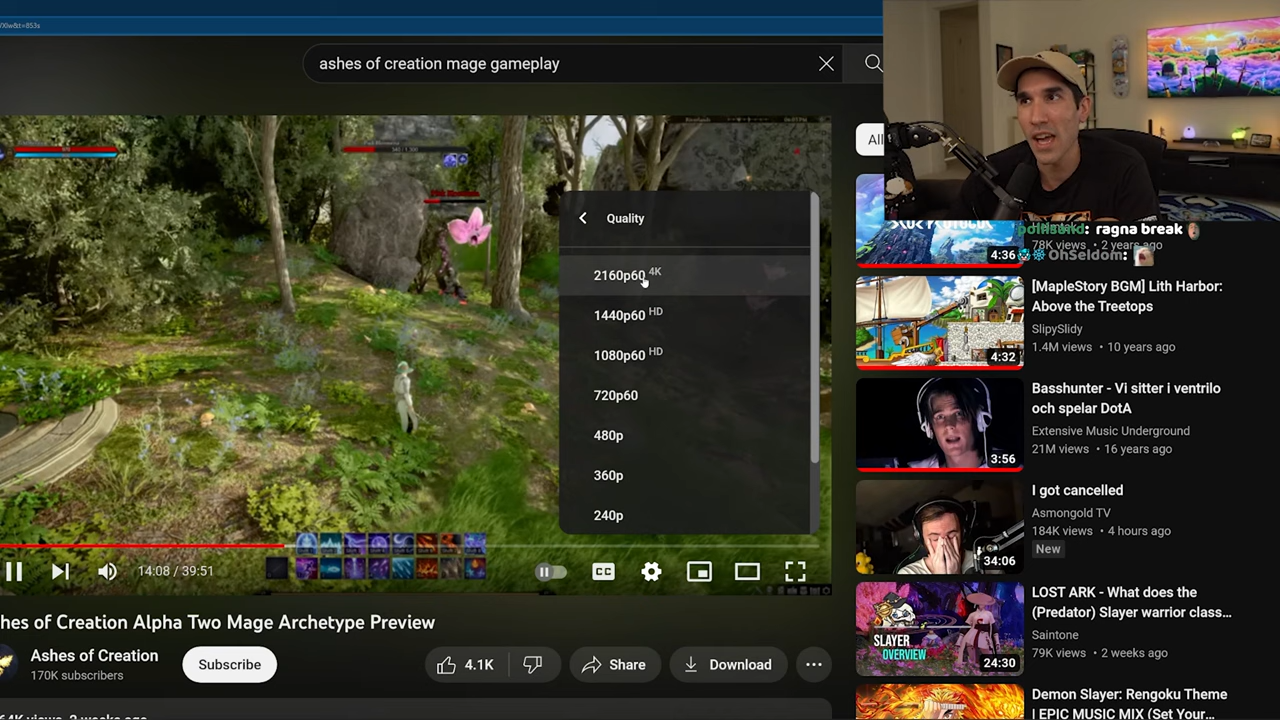 ashes of creation mage gameplay
All
Quality
2160p60 4K
1440p60 HD
1080p60 HD
720p60
480p
360p
240p
14:08 / 39:51
CC
hes of Creation Alpha Two Mage Archetype Preview
Ashes of Creation
170K subscribers
Subscribe
4.1K
Share
Download
ragna break
OhSeldom:
78K views • 2 years ago
4:36
[MapleStory BGM] Lith Harbor:
Above the Treetops
SlipySlidy
1.4M views • 10 years ago
4:32
Basshunter - Vi sitter i ventrilo
och spelar DotA
Extensive Music Underground
21M views • 16 years ago
3:56
I got cancelled
Asmongold TV
184K views • 4 hours ago
New
34:06
LOST ARK - What does the
(Predator) Slayer warrior class...
Saintone
79K views • 2 weeks ago
SLAYER
OVERVIEW
24:30
Demon Slayer: Rengoku Theme
| EPIC MUSIC MIX (Set Your...